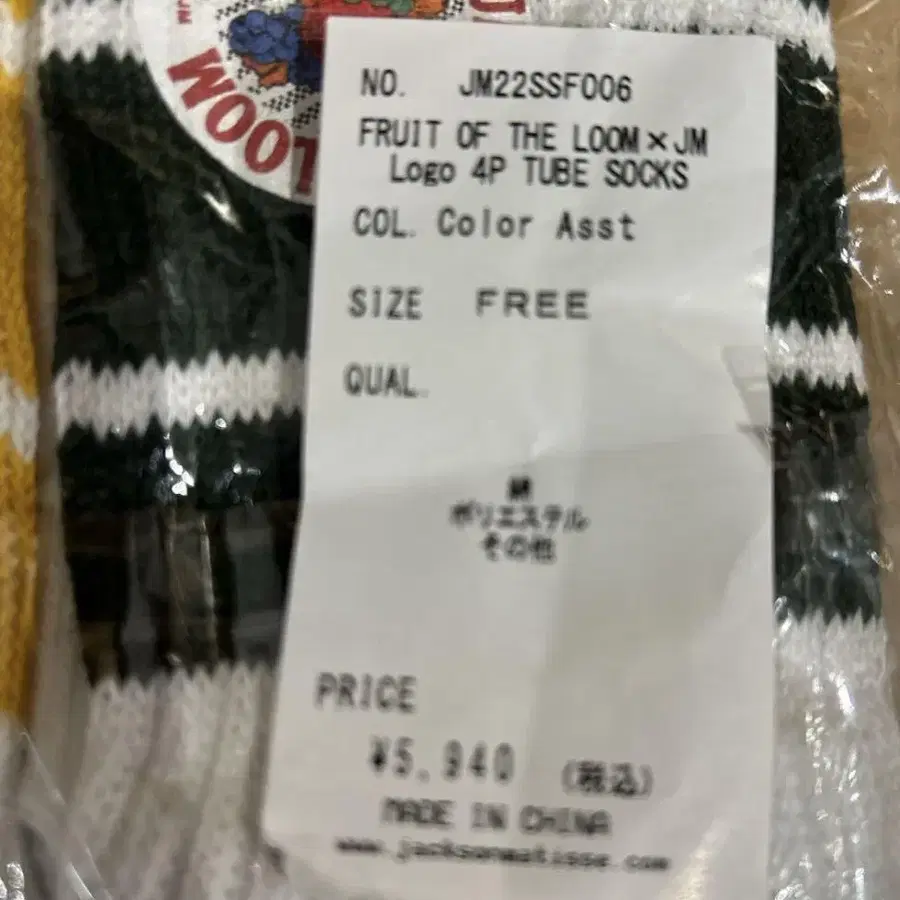 LOOM
NO. JM22SSF006
FRUIT OF THE LOOM×JM
Logo 4P TUBE SOCKS
COL. Color Asst
SIZE FREE
QUAL.
綿
ポリエステル
その他
PRICE
¥5,940 (税込)
MADE IN CHINA
www.jacksonmatisse.com